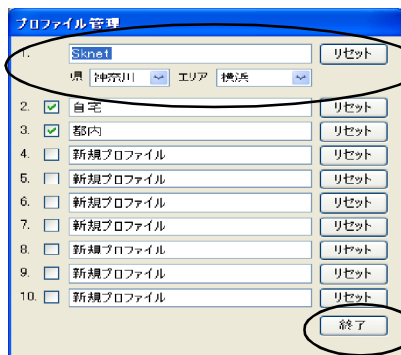 プロファイル管理
1. Sknet リセット
県 神奈川 エリア 横浜
2. 自宅 リセット
3. 都内 リセット
4. 新規プロファイル リセット
5. 新規プロファイル リセット
6. 新規プロファイル リセット
7. 新規プロファイル リセット
8. 新規プロファイル リセット
9. 新規プロファイル リセット
10. 新規プロファイル リセット
終了